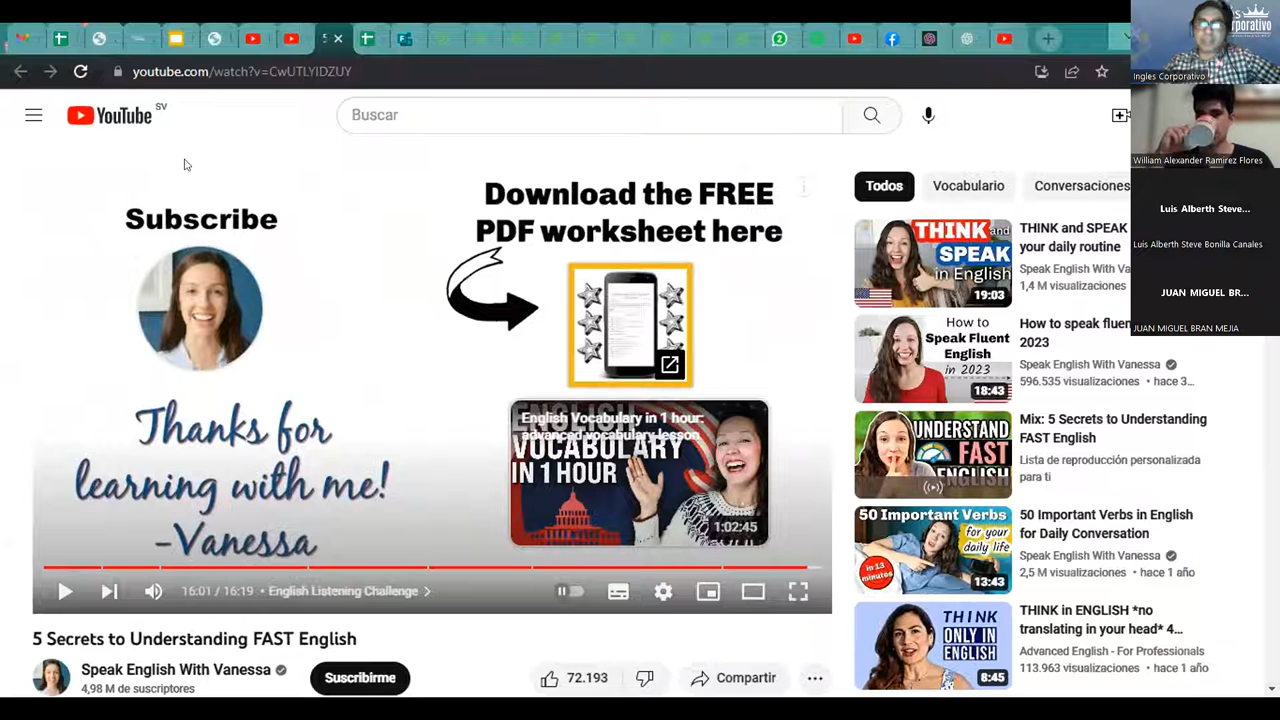 youtube.com/watch?v=CwUTLYIDZUY
YouTube SV
Buscar
Subscribe
Download the FREE
PDF worksheet here
Thanks for
learning with me!
-Vanessa
English Vocabulary in 1 hour:
advanced vocabulary lesson
ENGLISH
VOCABULARY
IN 1 HOUR
1:02:45
16:01 / 16:19 • English Listening Challenge
5 Secrets to Understanding FAST English
Speak English With Vanessa
4,98 M de suscriptores
Suscribirme
72.193
Compartir
Todos
Vocabulario
Conversaciones
THINK and
SPEAK
in English
19:03
THINK and SPEAK
your daily routine
Speak English With Va
1,4 M visualizaciones
How to
Speak Fluent
English
in 2023
18:43
How to speak fluen
2023
Speak English With Vanessa
596.535 visualizaciones • hace 3...
UNDERSTAND
FAST
ENGLISH
Mix: 5 Secrets to Understanding
FAST English
Lista de reproducción personalizada
para ti
50 Important Verbs
for your
daily life
in 13
minutes
13:43
50 Important Verbs in English
for Daily Conversation
Speak English With Vanessa
2,5 M visualizaciones • hace 1 año
THINK
ONLY IN
ENGLISH
8:45
THINK in ENGLISH *no
translating in your head* 4...
Advanced English - For Professionals
113.963 visualizaciones • hace 1 año
Corporativo
Ingles Corporativo
William Alexander Ramirez Flores
Luis Alberth Steve...
Luis Alberth Steve Bonilla Canales
JUAN MIGUEL BR...
JUAN MIGUEL BRAN MEJIA